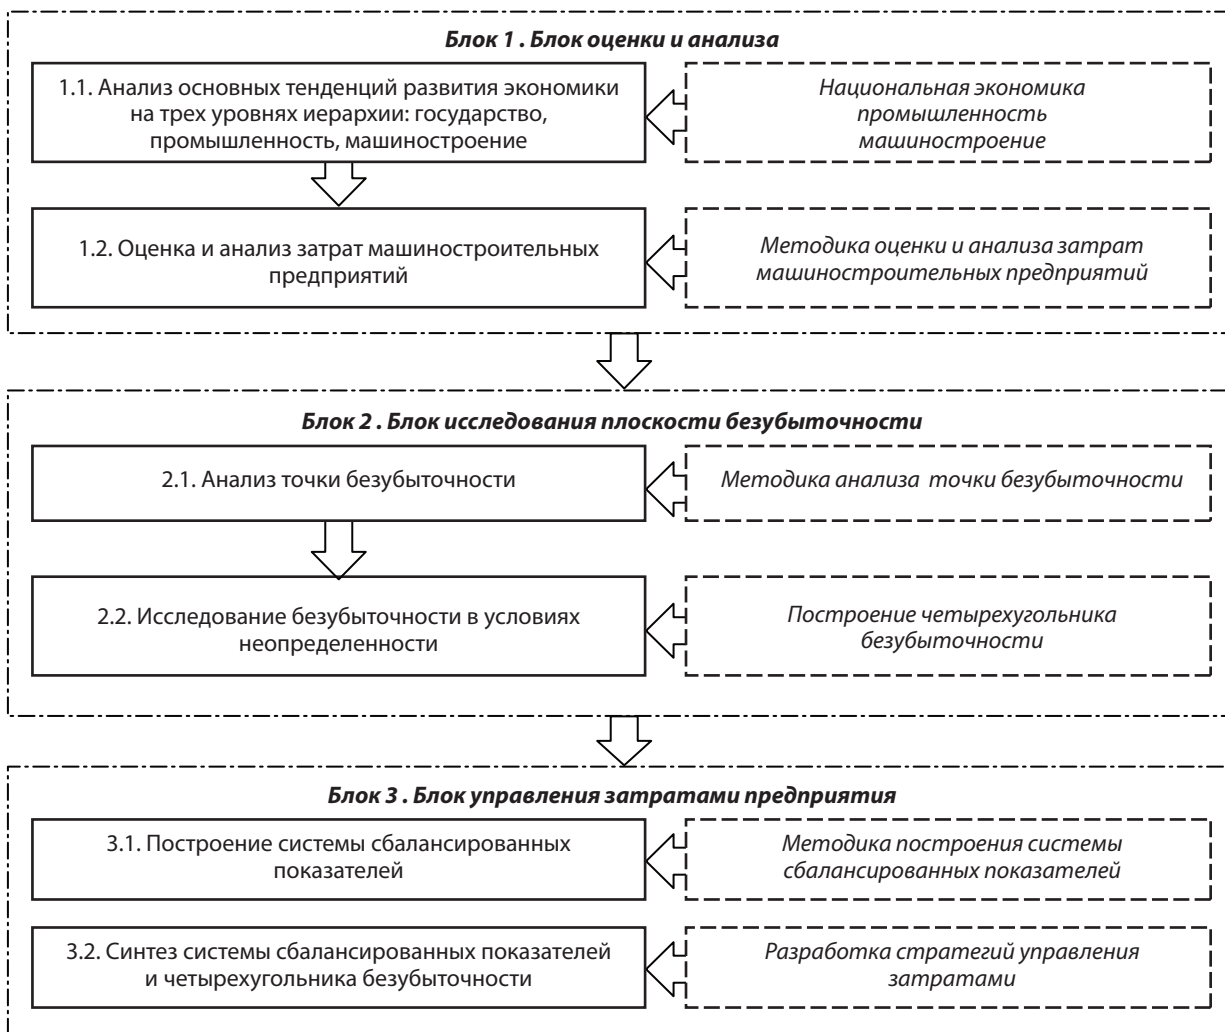 Блок 1 . Блок оценки и анализа
1.1. Анализ основных тенденций развития экономики
на трех уровнях иерархии: государство,
промышленность, машиностроение
Национальная экономика
промышленность
машиностроение
1.2. Оценка и анализ затрат машиностроительных
предприятий
Методика оценки и анализа затрат
машиностроительных предприятий
Блок 2 . Блок исследования плоскости безубыточности
2.1. Анализ точки безубыточности
Методика анализа точки безубыточности
2.2. Исследование безубыточности в условиях
неопределенности
Построение четырехугольника
безубыточности
Блок 3 . Блок управления затратами предприятия
3.1. Построение системы сбалансированных
показателей
Методика построения системы
сбалансированных показателей
3.2. Синтез системы сбалансированных показателей
и четырехугольника безубыточности
Разработка стратегий управления
затратами